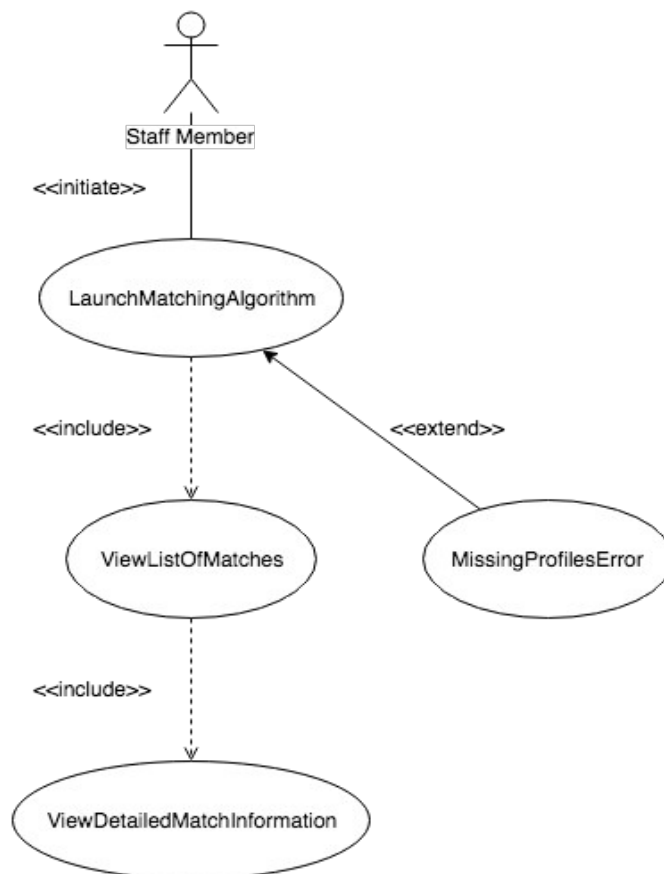 Staff Member
<<initiate>>
LaunchMatchingAlgorithm
<<include>>
<<extend>>
ViewListOfMatches
MissingProfilesError
<<include>>
ViewDetailedMatchInformation